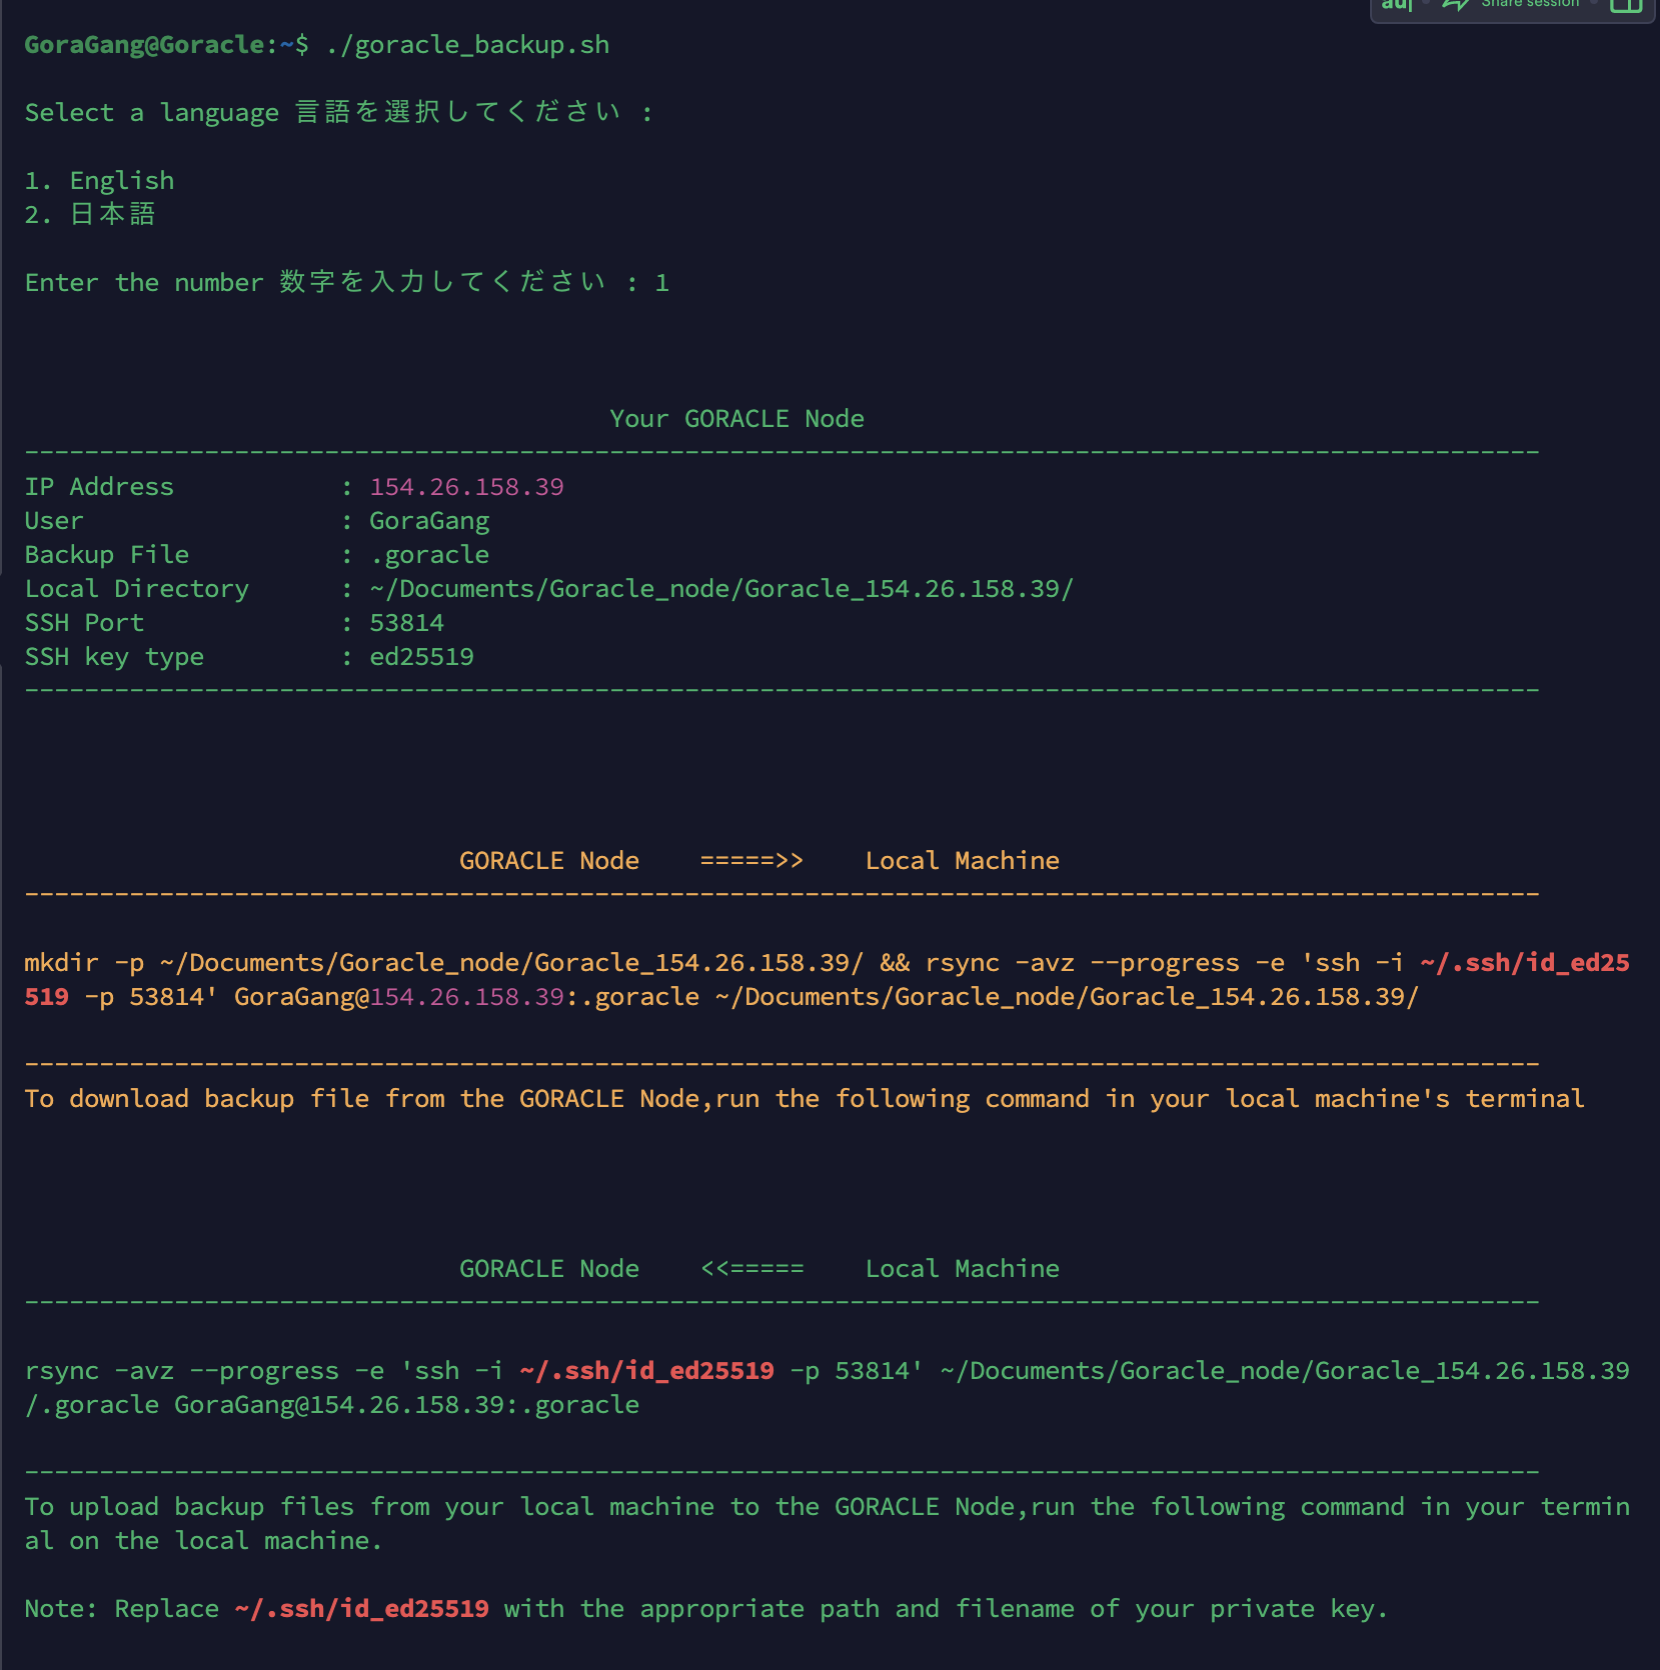 Share session
GoraGang@Goracle:~$ ./goracle_backup.sh
Select a language 言語を選択してください :
1. English
2. 日本語
Enter the number 数字を入力してください : 1
Your GORACLE Node
-----------------------------------------------------------------------------------------------------
IP Address : 154.26.158.39
User : GoraGang
Backup File : .goracle
Local Directory : ~/Documents/Goracle_node/Goracle_154.26.158.39/
SSH Port : 53814
SSH key type : ed25519
-----------------------------------------------------------------------------------------------------
GORACLE Node =====>> Local Machine
-----------------------------------------------------------------------------------------------------
mkdir -p ~/Documents/Goracle_node/Goracle_154.26.158.39/ && rsync -avz --progress -e 'ssh -i ~/.ssh/id_ed25
519 -p 53814' GoraGang@154.26.158.39:.goracle ~/Documents/Goracle_node/Goracle_154.26.158.39/
-----------------------------------------------------------------------------------------------------
To download backup file from the GORACLE Node,run the following command in your local machine's terminal
GORACLE Node <<===== Local Machine
-----------------------------------------------------------------------------------------------------
rsync -avz --progress -e 'ssh -i ~/.ssh/id_ed25519 -p 53814' ~/Documents/Goracle_node/Goracle_154.26.158.39
/.goracle GoraGang@154.26.158.39:.goracle
-----------------------------------------------------------------------------------------------------
To upload backup files from your local machine to the GORACLE Node,run the following command in your termin
al on the local machine.
Note: Replace ~/.ssh/id_ed25519 with the appropriate path and filename of your private key.